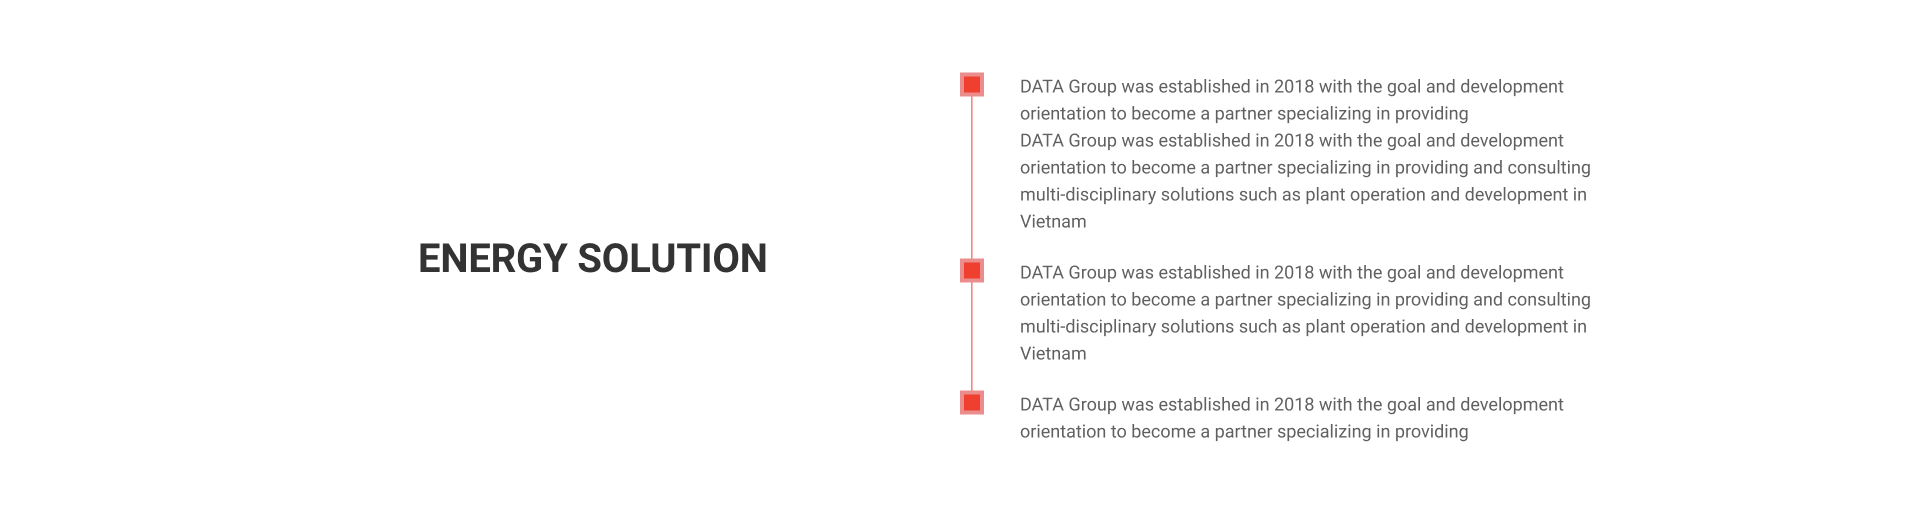 ENERGY SOLUTION
DATA Group was established in 2018 with the goal and development
orientation to become a partner specializing in providing
DATA Group was established in 2018 with the goal and development
orientation to become a partner specializing in providing and consulting
multi-disciplinary solutions such as plant operation and development in
Vietnam
DATA Group was established in 2018 with the goal and development
orientation to become a partner specializing in providing and consulting
multi-disciplinary solutions such as plant operation and development in
Vietnam
DATA Group was established in 2018 with the goal and development
orientation to become a partner specializing in providing